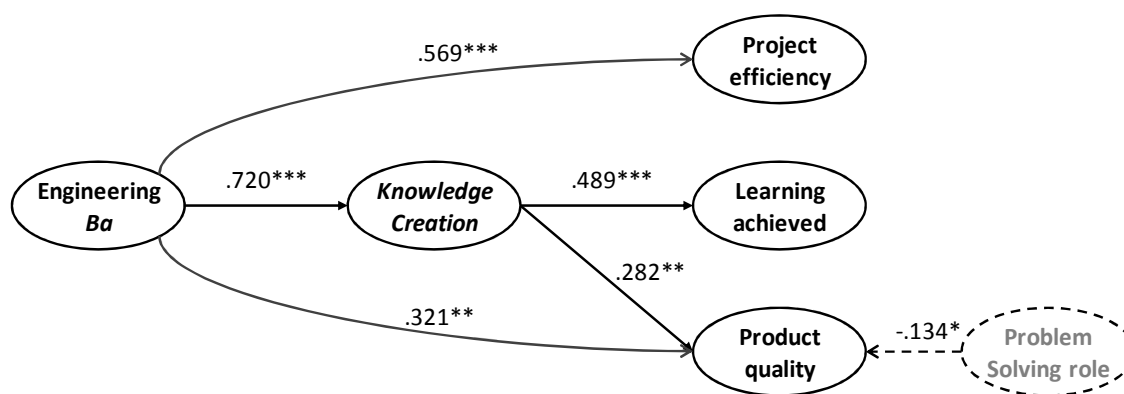 .569***
Project
efficiency
Engineering
Ba
.720***
Knowledge
Creation
.489***
Learning
achieved
.282**
.321**
Product
quality
-.134*
Problem
Solving role